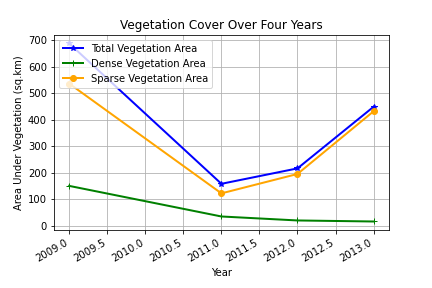 Vegetation Cover Over Four Years
Area Under Vegetation (sq.km)
700
600
500
400
300
200
100
0
Total Vegetation Area
Dense Vegetation Area
Sparse Vegetation Area
2009.0 2009.5 2010.0 2010.5 2011.0 2011.5 2012.0 2012.5 2013.0
Year